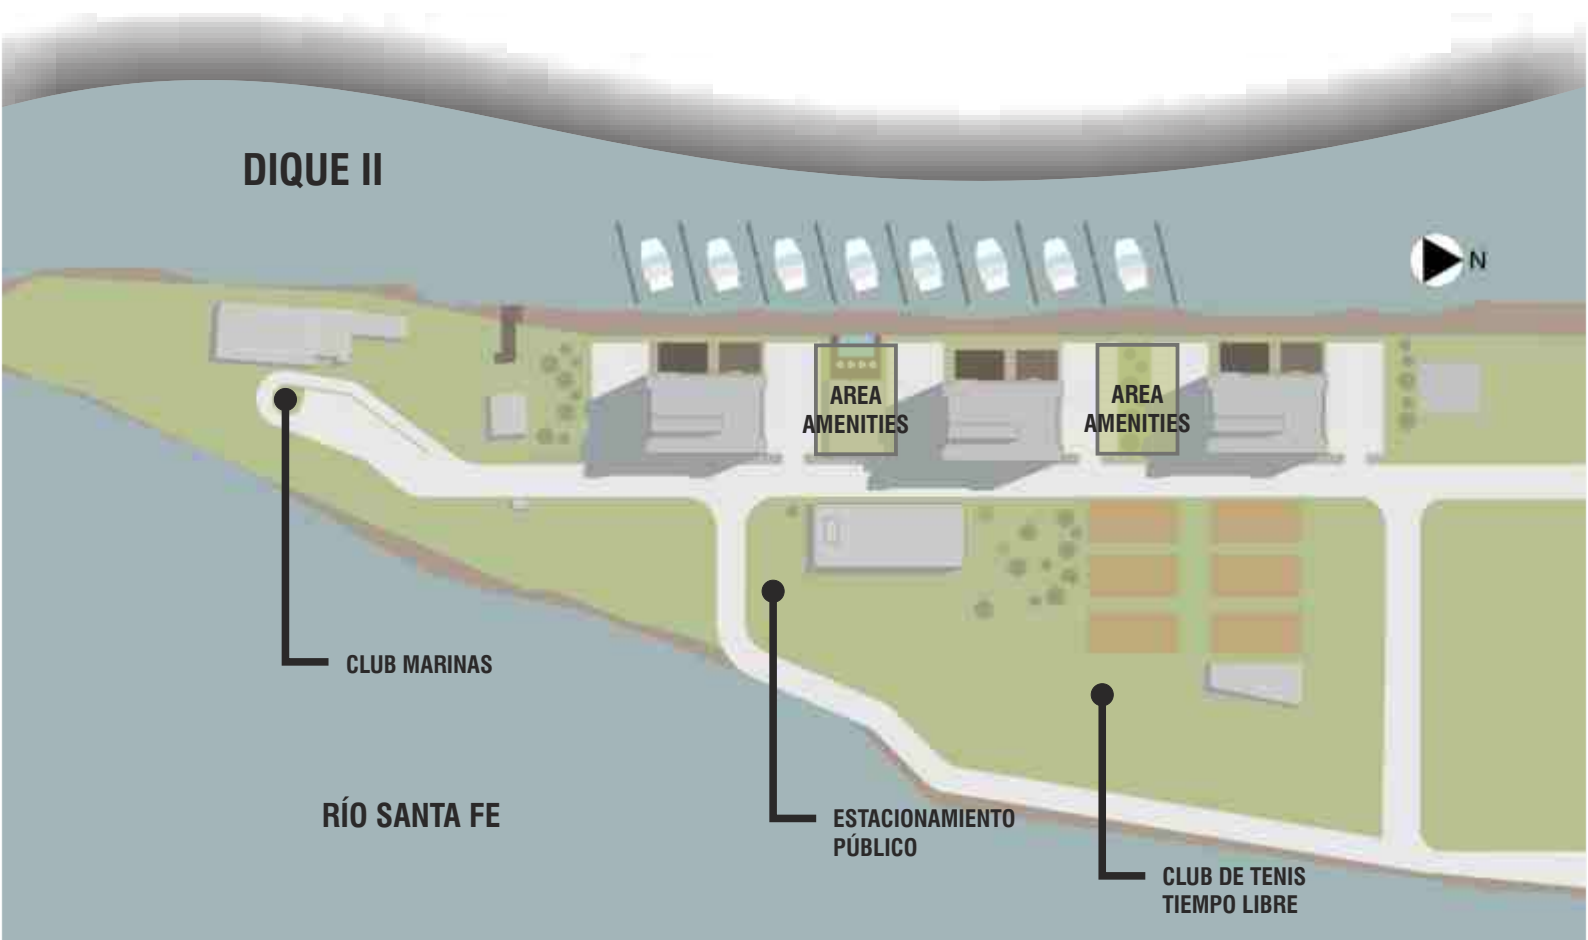 DIQUE II
N
AREA
AMENITIES
AREA
AMENITIES
CLUB MARINAS
RÍO SANTA FE
ESTACIONAMIENTO
PÚBLICO
CLUB DE TENIS
TIEMPO LIBRE